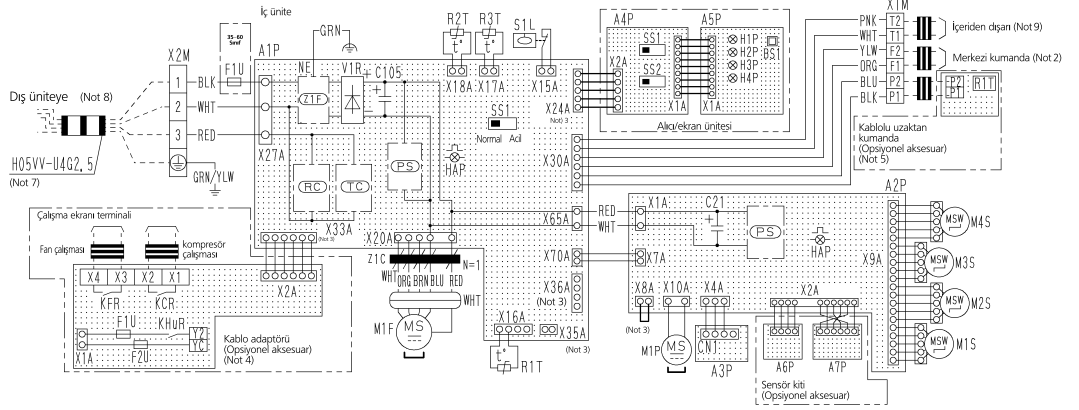 İç ünite
X2M
35-60
Sınıf
F1U
A1P
GRN
NF
V1R
C105
Z1F
R2T
R3T
S1L
t°
t°
X18A
X17A
X15A
1
2
3
BLK
WHT
RED
GRN/YLW
Dış üniteye (Not 8)
H05VV-U4G2,5
(Not 7)
X27A
RC
TC
PS
SS1
Normal Acil
HAP
X24A
(Not) 3
X30A
X33A
(Not 3)
X20A
X65A
X70A
X36A
(Not 3)
X35A
(Not 3)
X16A
t°
R1T
Z1C
N=1
WHT
ORG
BRN
BLU
RED
WHT
M1F
MS
A4P
A5P
SS1
SS2
X2A
X1A
X1A
H1P
H2P
H3P
H4P
BS1
Alıcı/ekran ünitesi
X1M
PNK T2
WHT T1
YLW F2
ORG F1
BLU P2
BLK P1
İçeriden dışarı (Not 9)
Merkezi kumanda (Not 2)
P2
P1
R1T
Kablolu uzaktan
kumanda
(Opsiyonel aksesuar)
(Not 5)
A2P
RED
WHT
X1A
C21
PS
HAP
X7A
X8A
(Not 3)
X10A
X4A
X2A
X9A
M1P
MS
CN1
A3P
A6P
A7P
Sensör kiti
(Opsiyonel aksesuar)
MSW
M4S
MSW
M3S
MSW
M2S
MSW
M1S
Çalışma ekranı terminali
Fan çalışması
kompresör
çalışması
X4
X3
X2
X1
KFR
KCR
X2A
F1U
KHuR
Y2
YC
X1A
F2U
Kablo adaptörü
(Opsiyonel aksesuar)
(Not 4)